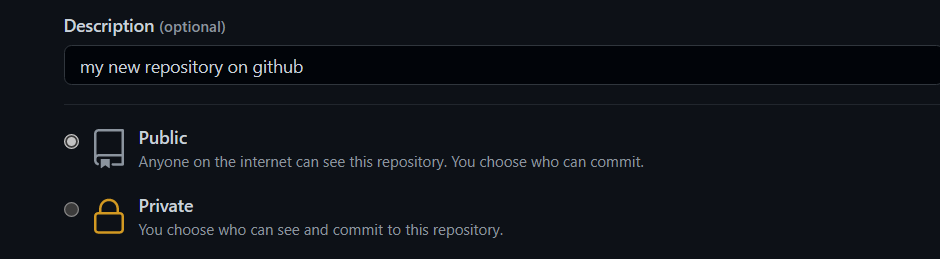 Description (optional)
my new repository on github
Public
Anyone on the internet can see this repository. You choose who can commit.
Private
You choose who can see and commit to this repository.